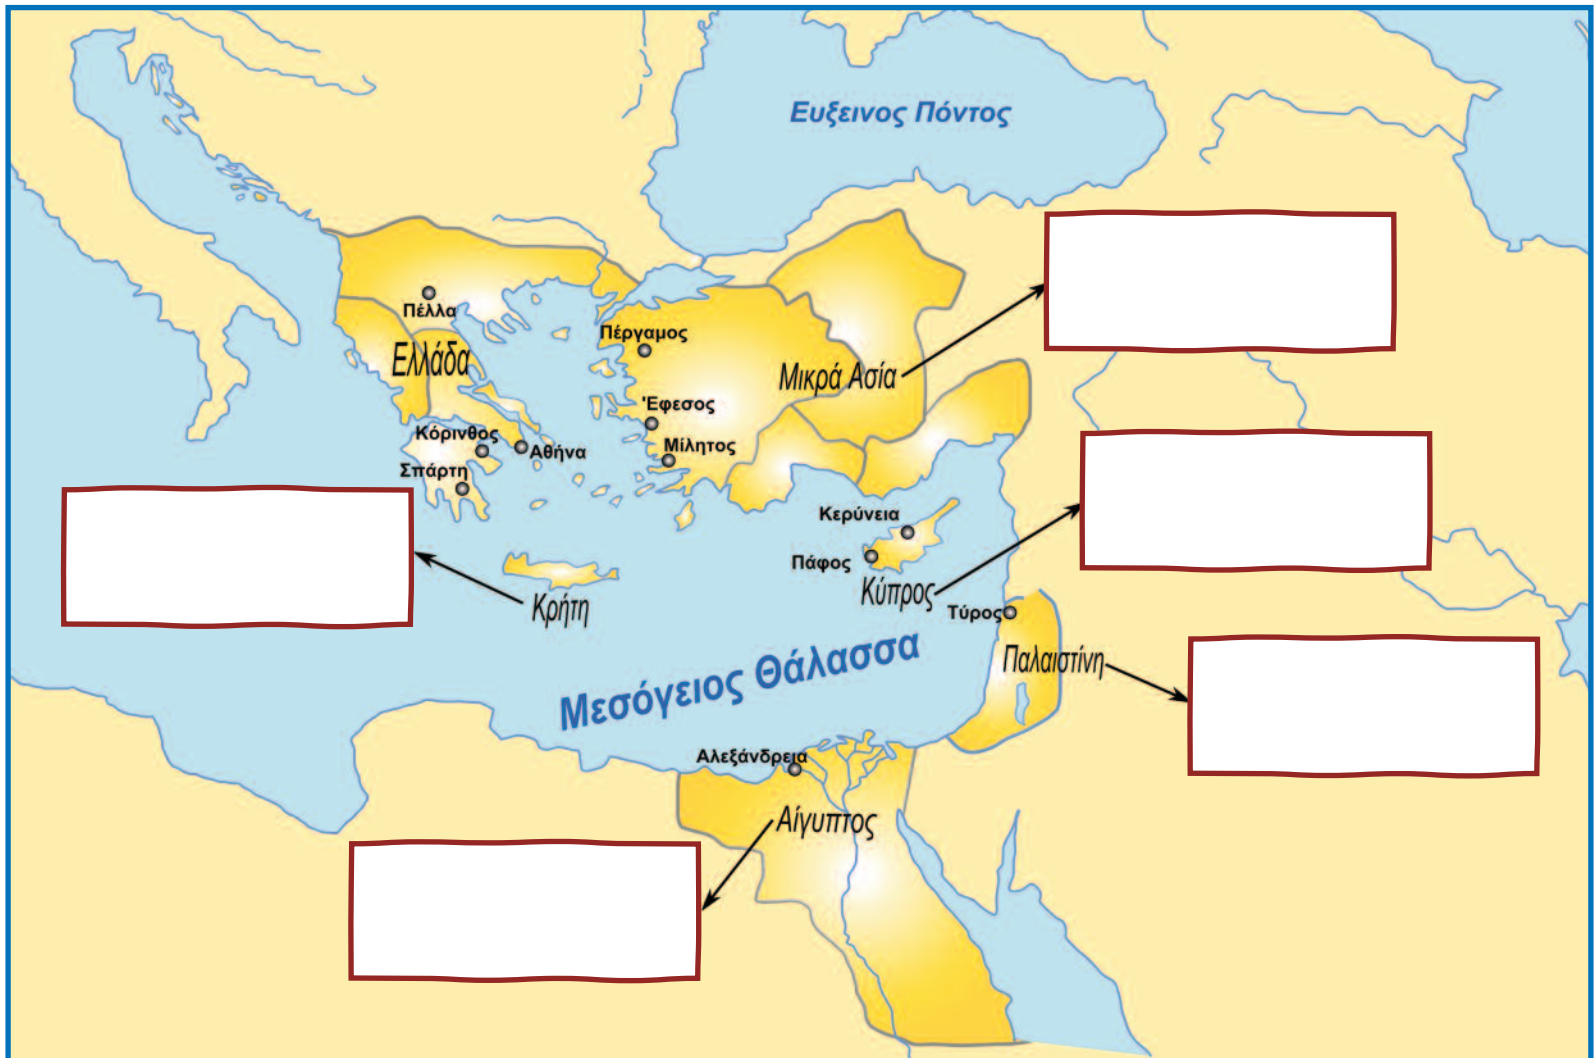 Ευξεινος Πόντος
Πέλλα
Πέργαμος
Ελλάδα
Μικρά Ασία
Έφεσος
Κόρινθος
Αθήνα
Μίλητος
Σπάρτη
Κερύνεια
Πάφος
Κύπρος
Κρήτη
Τύρος
Παλαιστίνη
Μεσόγειος Θάλασσα
Αλεξάνδρεια
Αίγυπτος